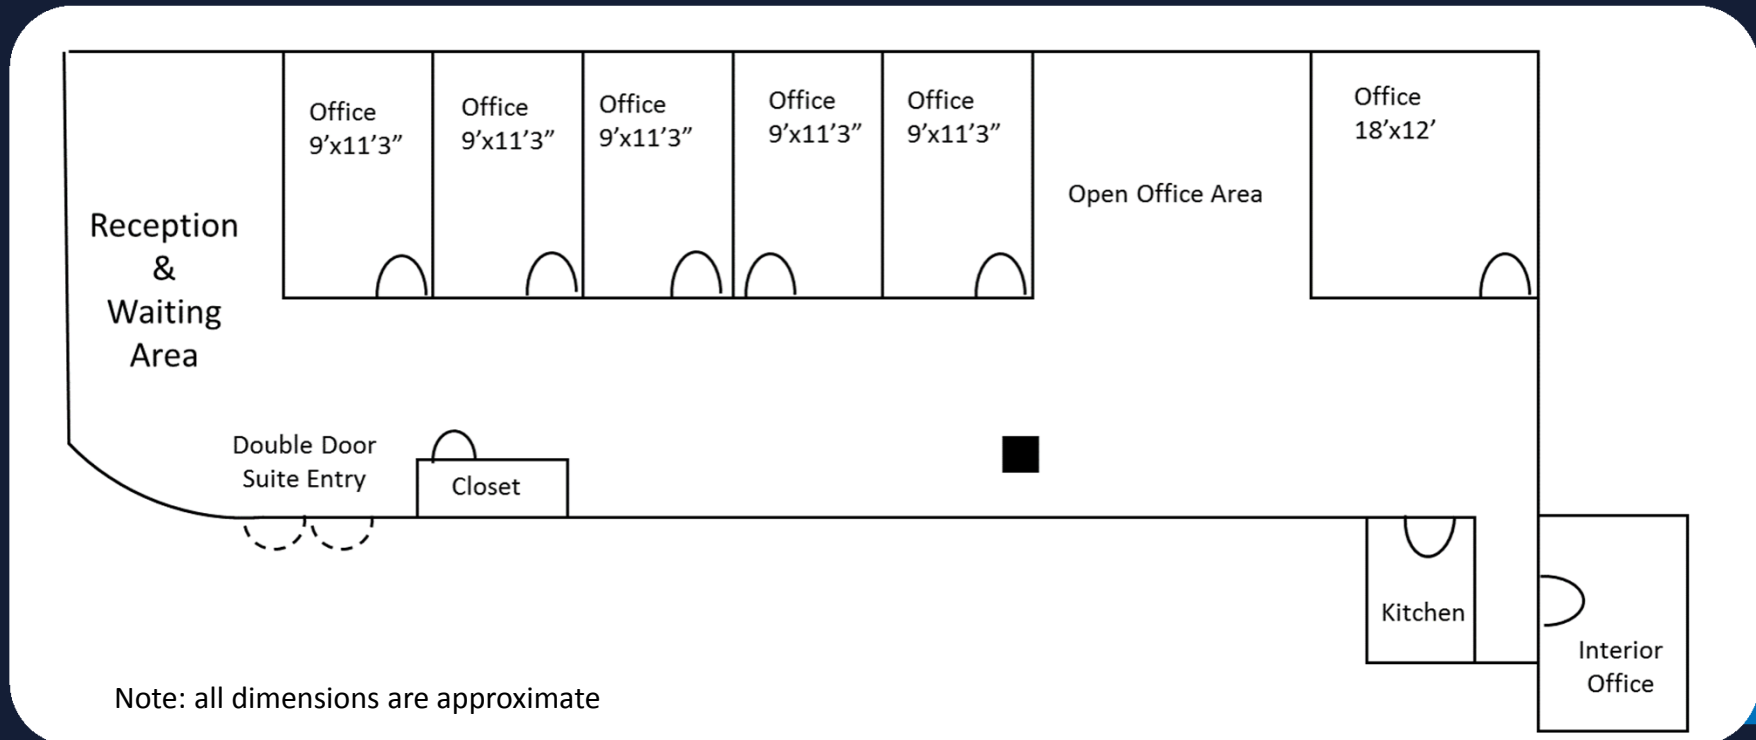 Office
9’x11’3”
Office
9’x11’3”
Office
9’x11’3”
Office
9’x11’3”
Office
9’x11’3”
Office
18’x12’
Open Office Area
Reception
&
Waiting
Area
Double Door
Suite Entry
Closet
Kitchen
Interior
Office
Note: all dimensions are approximate